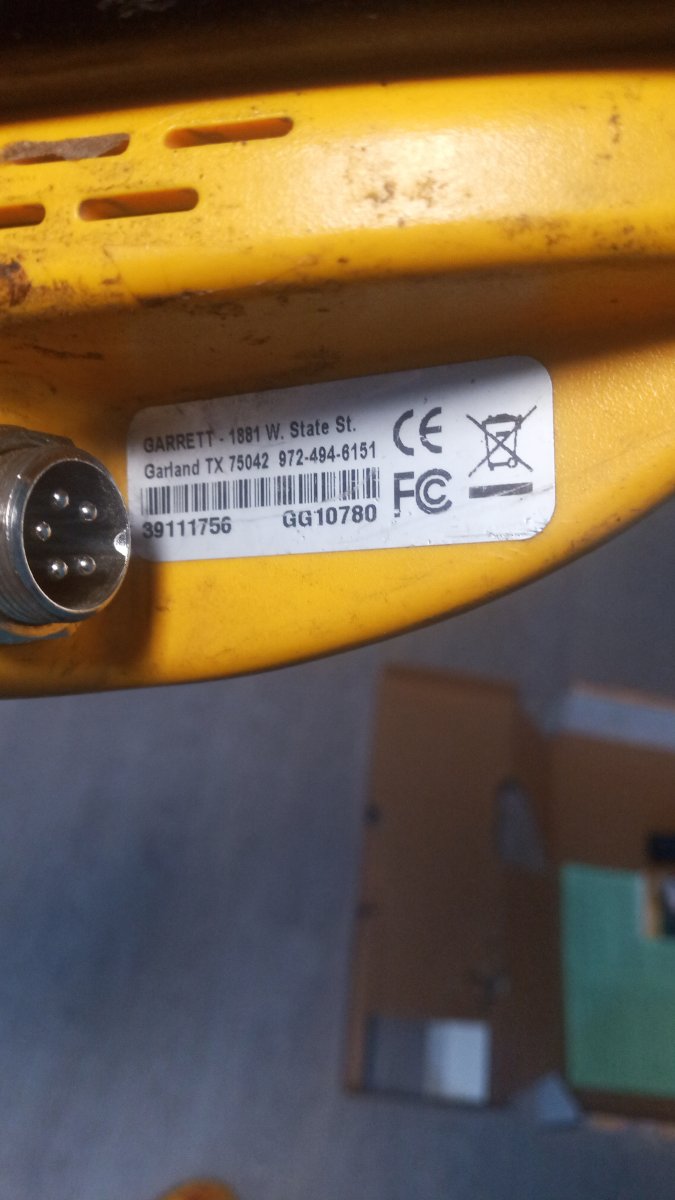 GARRETT - 1881 W. State St.
Garland TX 75042 972-494-6151
39111756 GG10780
CE
FC